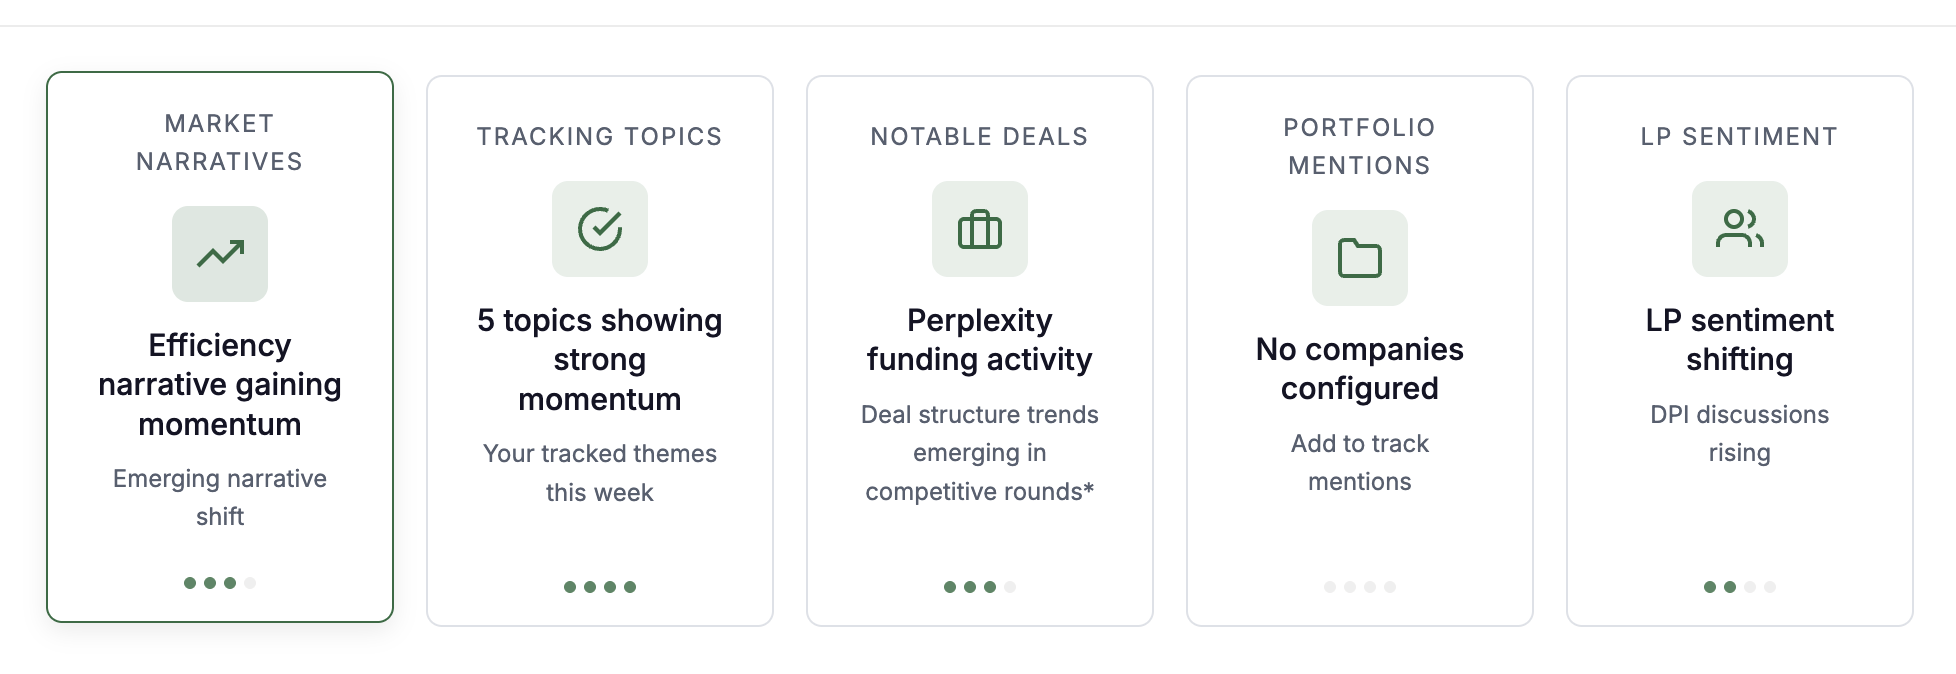 MARKET
NARRATIVES
Efficiency
narrative gaining
momentum
Emerging narrative
shift
TRACKING TOPICS
5 topics showing
strong
momentum
Your tracked themes
this week
NOTABLE DEALS
Perplexity
funding activity
Deal structure trends
emerging in
competitive rounds*
PORTFOLIO
MENTIONS
No companies
configured
Add to track
mentions
LP SENTIMENT
LP sentiment
shifting
DPI discussions
rising